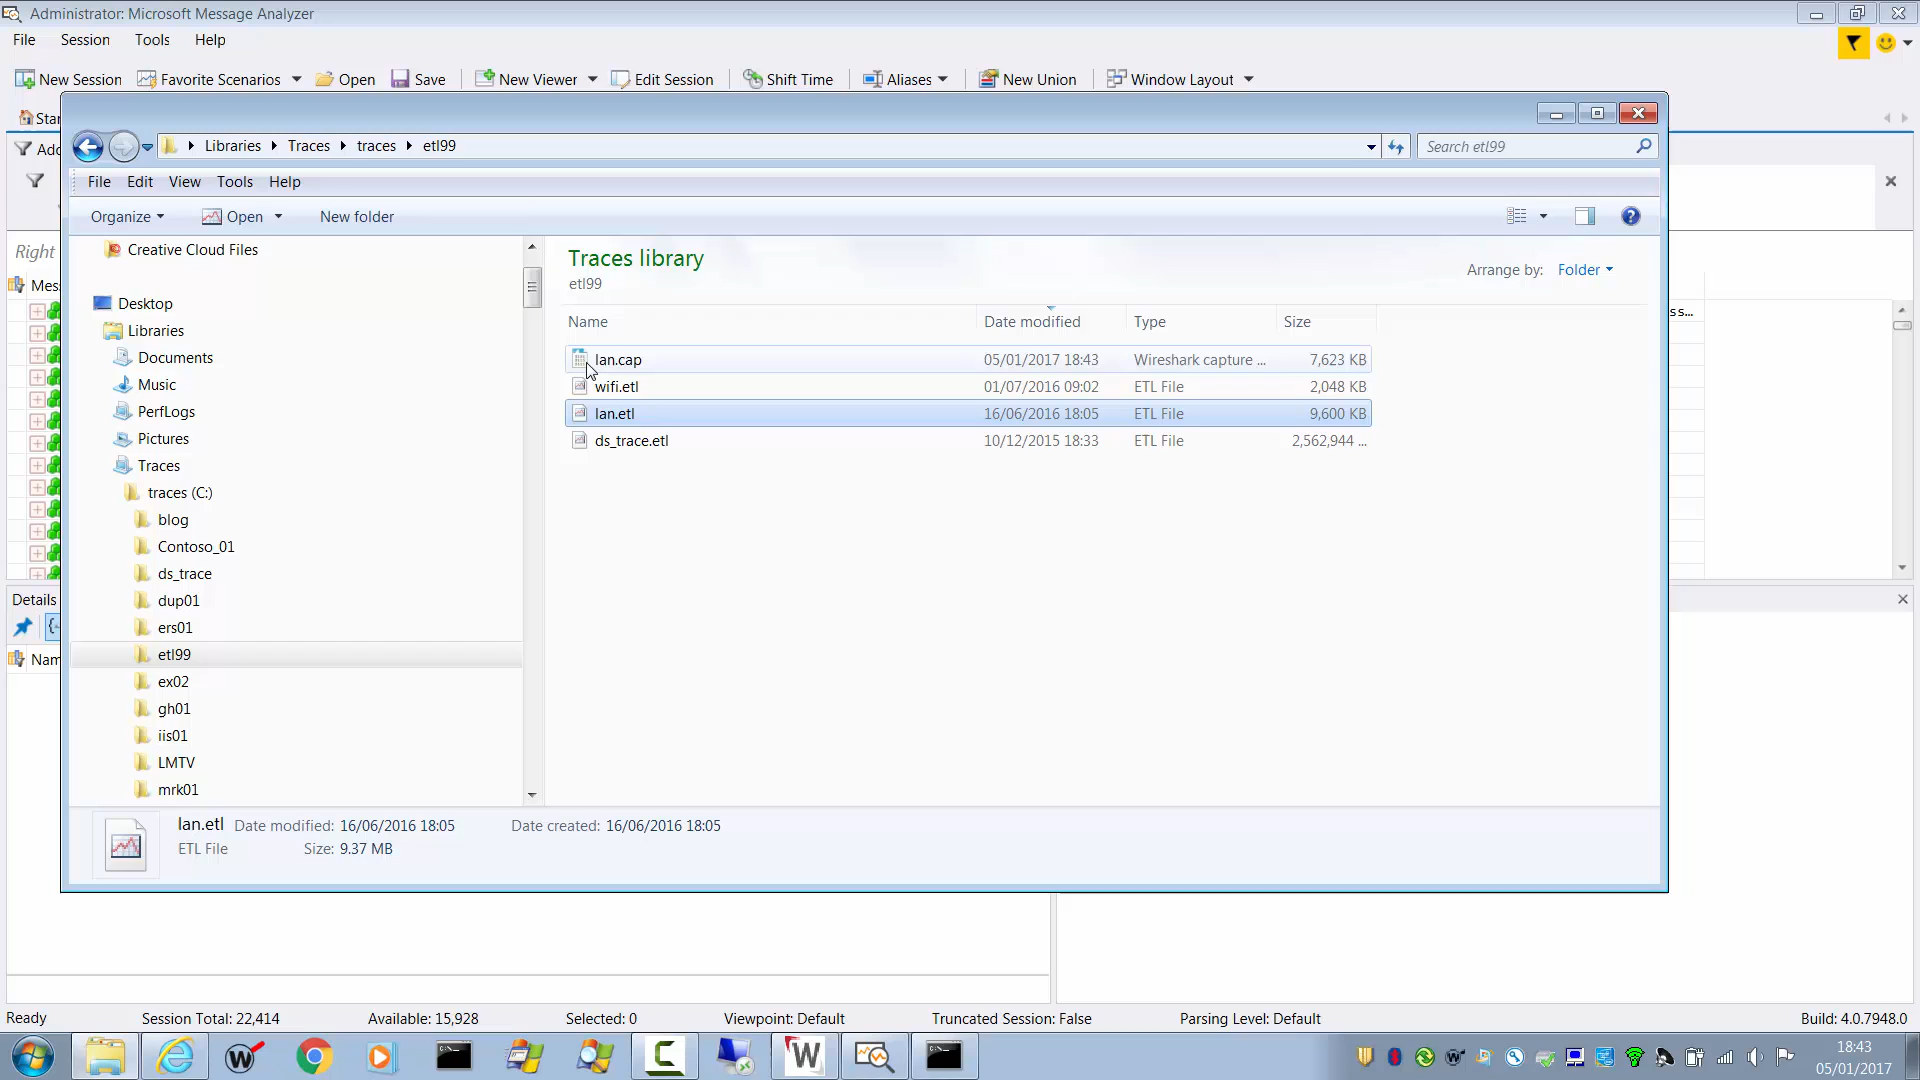 Administrator: Microsoft Message Analyzer
File Session Tools Help
New Session Favorite Scenarios Open Save New Viewer Edit Session Shift Time Aliases New Union Window Layout
Star
Libraries Traces traces etl99
Search etl99
Add
File Edit View Tools Help
Organize Open New folder
Creative Cloud Files
Desktop
Libraries
Documents
Music
PerfLogs
Pictures
Traces
traces (C:)
blog
Contoso_01
ds_trace
dup01
ers01
etl99
ex02
gh01
iis01
LMTV
mrk01
Traces library
etl99
Arrange by: Folder
Name Date modified Type Size
lan.cap 05/01/2017 18:43 Wireshark capture ... 7,623 KB
wifi.etl 01/07/2016 09:02 ETL File 2,048 KB
lan.etl 16/06/2016 18:05 ETL File 9,600 KB
ds_trace.etl 10/12/2015 18:33 ETL File 2,562,944 ...
Right
Mes
ss...
Details
Nam
lan.etl Date modified: 16/06/2016 18:05 Date created: 16/06/2016 18:05
ETL File Size: 9.37 MB
Ready Session Total: 22,414 Available: 15,928 Selected: 0 Viewpoint: Default Truncated Session: False Parsing Level: Default Build: 4.0.7948.0
18:43
05/01/2017